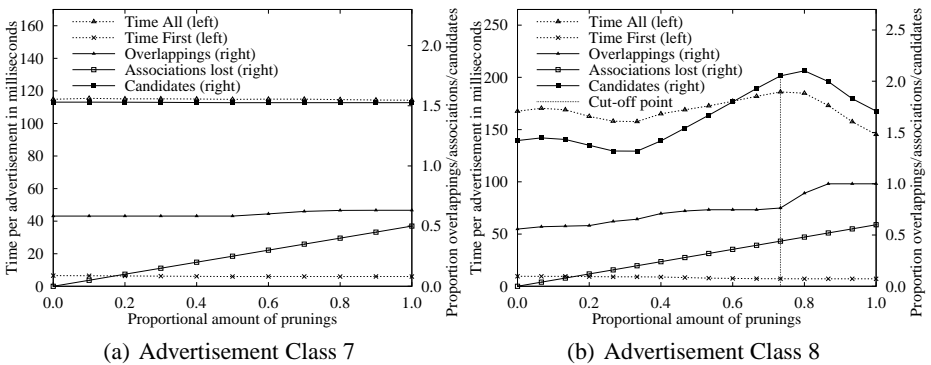 Time per advertisement in milliseconds
160
140
120
100
80
60
40
20
0
Time All (left)
Time First (left)
Overlappings (right)
Associations lost (right)
Candidates (right)
2.0
1.5
1.0
0.5
0.0
Proportion overlappings/associations/candidates
0.0 0.2 0.4 0.6 0.8 1.0
Proportional amount of prunings
(a) Advertisement Class 7
Time per advertisement in milliseconds
250
200
150
100
50
0
Time All (left)
Time First (left)
Overlappings (right)
Associations lost (right)
Candidates (right)
Cut-off point
2.5
2.0
1.5
1.0
0.5
0.0
Proportion overlappings/associations/candidates
0.0 0.2 0.4 0.6 0.8 1.0
Proportional amount of prunings
(b) Advertisement Class 8